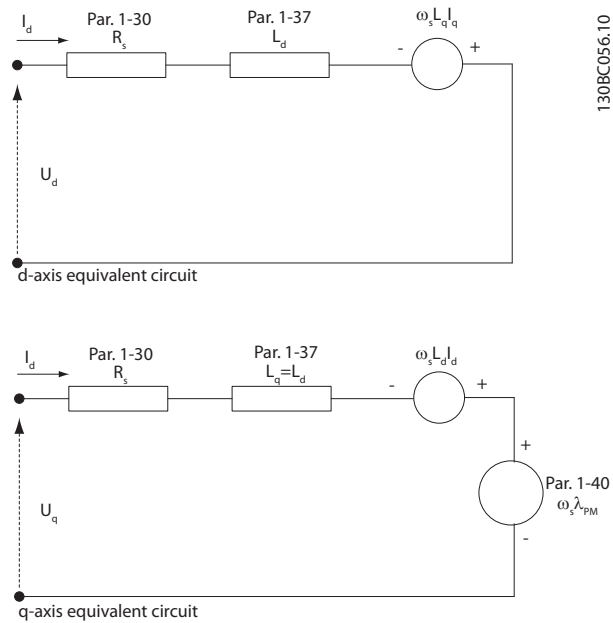 I_d
Par. 1-30
R_s
Par. 1-37
L_d
ω_sL_qI_q
- +
U_d
d-axis equivalent circuit
130BC056.10
I_d
Par. 1-30
R_s
Par. 1-37
L_q=L_d
ω_sL_dI_d
- +
+
Par. 1-40
ω_sλ_PM
-
U_q
q-axis equivalent circuit